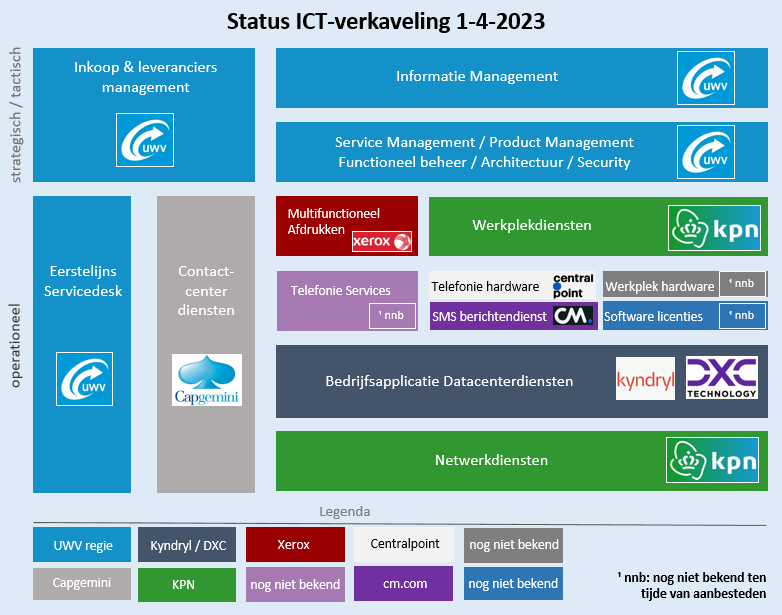 Status ICT-verkaveling 1-4-2023
strategisch / tactisch
Inkoop & leveranciers
management
UWV
Informatie Management
UWV
Service Management / Product Management
Functioneel beheer / Architectuur / Security
UWV
operationeel
Eerstelijns
Servicedesk
UWV
Contact-
center
diensten
Capgemini
Multifunctioneel
Afdrukken
xerox
Werkplekdiensten
kpn
Telefonie Services
¹ nnb
Telefonie hardware
central
point
Werkplek hardware
¹ nnb
SMS berichtendienst
CM.
Software licenties
¹ nnb
Bedrijfsapplicatie Datacenterdiensten
kyndryl
DXC
TECHNOLOGY
Netwerkdiensten
kpn
Legenda
UWV regie
Kyndryl / DXC
Xerox
Centralpoint
nog niet bekend
Capgemini
KPN
nog niet bekend
cm.com
nog niet bekend
¹ nnb: nog niet bekend ten
tijde van aanbesteden